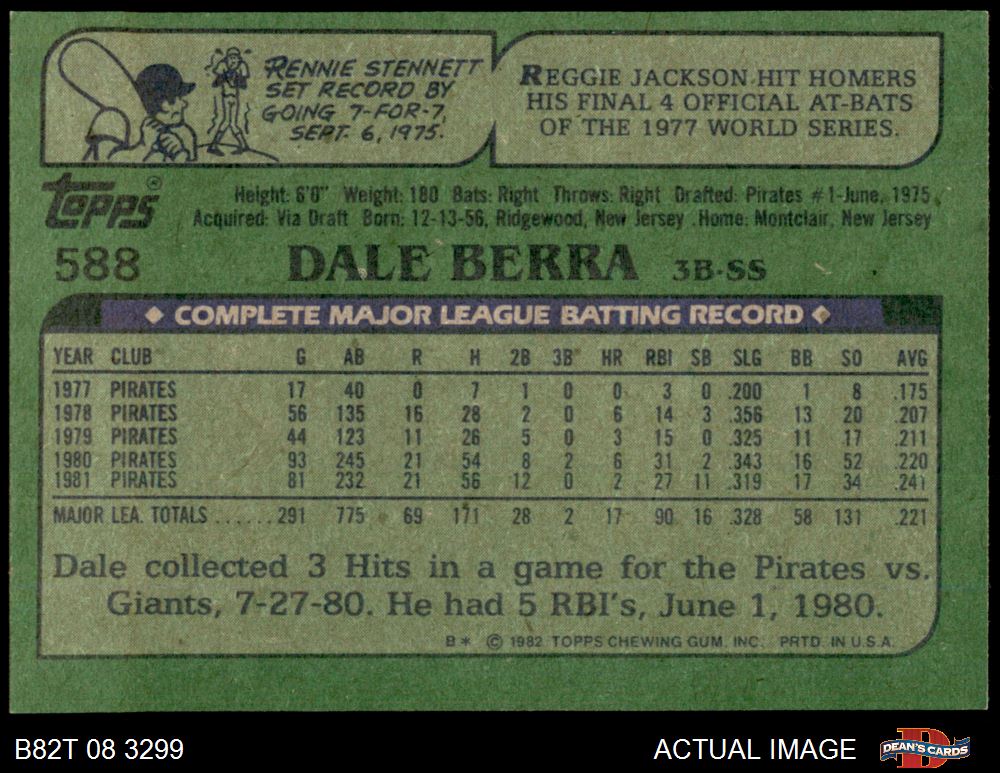 RENNIE STENNETT
SET RECORD BY
GOING 7-FOR-7,
SEPT. 6, 1975.
REGGIE JACKSON HIT HOMERS
HIS FINAL 4 OFFICIAL AT-BATS
OF THE 1977 WORLD SERIES.
TOPPS ®
Height: 6'0" Weight: 180 Bats: Right Throws: Right Drafted: Pirates #1-June, 1975
Acquired: Via Draft Born: 12-13-56, Ridgewood, New Jersey Home: Montclair, New Jersey
588 DALE BERRA 3B-SS
COMPLETE MAJOR LEAGUE BATTING RECORD
YEAR CLUB G AB R H 2B 3B HR RBI SB SLG BB SO AVG
1977 PIRATES 17 40 0 7 1 0 0 3 0 .200 1 8 .175
1978 PIRATES 56 135 16 28 2 0 6 14 3 .356 13 20 .207
1979 PIRATES 44 123 11 26 5 0 3 15 0 .325 11 17 .211
1980 PIRATES 93 245 21 54 8 2 6 31 2 .343 16 52 .220
1981 PIRATES 81 232 21 56 12 0 2 27 11 .319 17 34 .241
MAJOR LEA. TOTALS ...... 291 775 69 171 28 2 17 90 16 .328 58 131 .221
Dale collected 3 Hits in a game for the Pirates vs.
Giants, 7-27-80. He had 5 RBI's, June 1, 1980.
B* © 1982 TOPPS CHEWING GUM, INC. PRTD. IN U.S.A.
B82T 08 3299 ACTUAL IMAGE DEAN'S CARDS